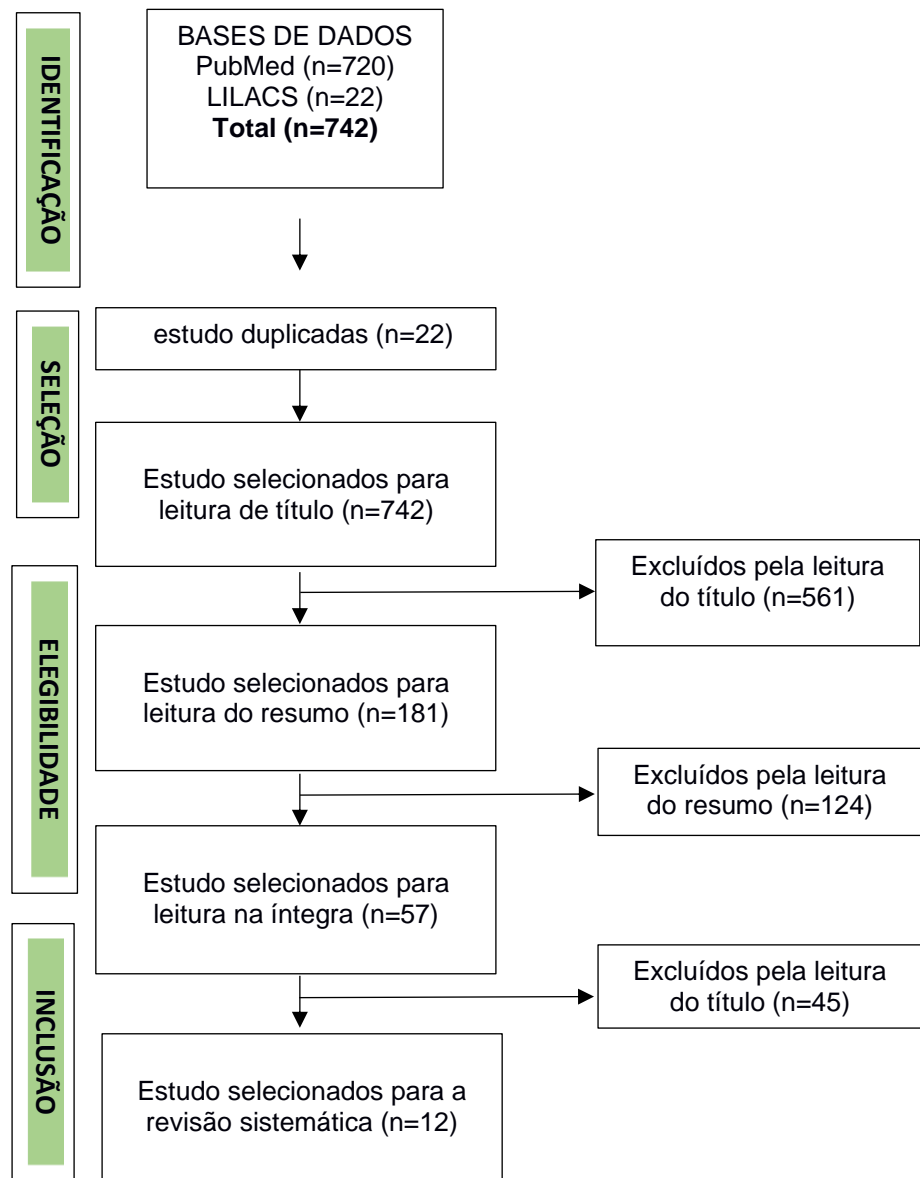 IDENTIFICAÇÃO
BASES DE DADOS
PubMed (n=720)
LILACS (n=22)
Total (n=742)
SELEÇÃO
estudo duplicadas (n=22)
Estudo selecionados para
leitura de título (n=742)
Excluídos pela leitura
do título (n=561)
ELEGIBILIDADE
Estudo selecionados para
leitura do resumo (n=181)
Excluídos pela leitura
do resumo (n=124)
Estudo selecionados para
leitura na íntegra (n=57)
INCLUSÃO
Excluídos pela leitura
do título (n=45)
Estudo selecionados para a
revisão sistemática (n=12)